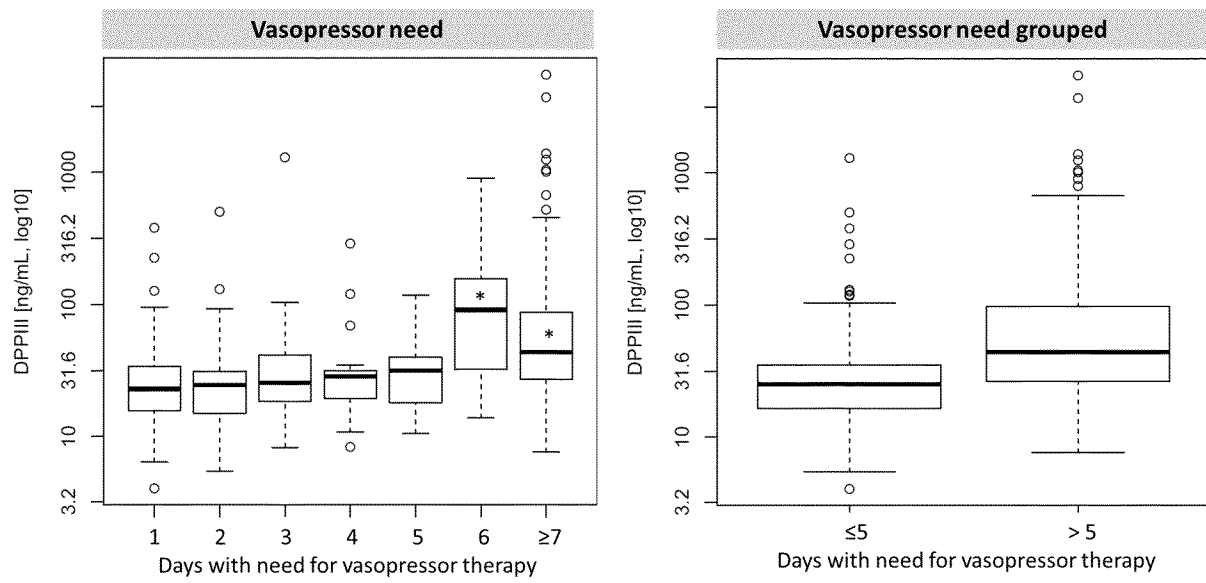 Vasopressor need
DPPIII [ng/mL, log10]
1000
316.2
100
31.6
10
3.2
*
*
1 2 3 4 5 6 ≥7
Days with need for vasopressor therapy
Vasopressor need grouped
DPPIII [ng/mL, log10]
1000
316.2
100
31.6
10
3.2
≤5 > 5
Days with need for vasopressor therapy